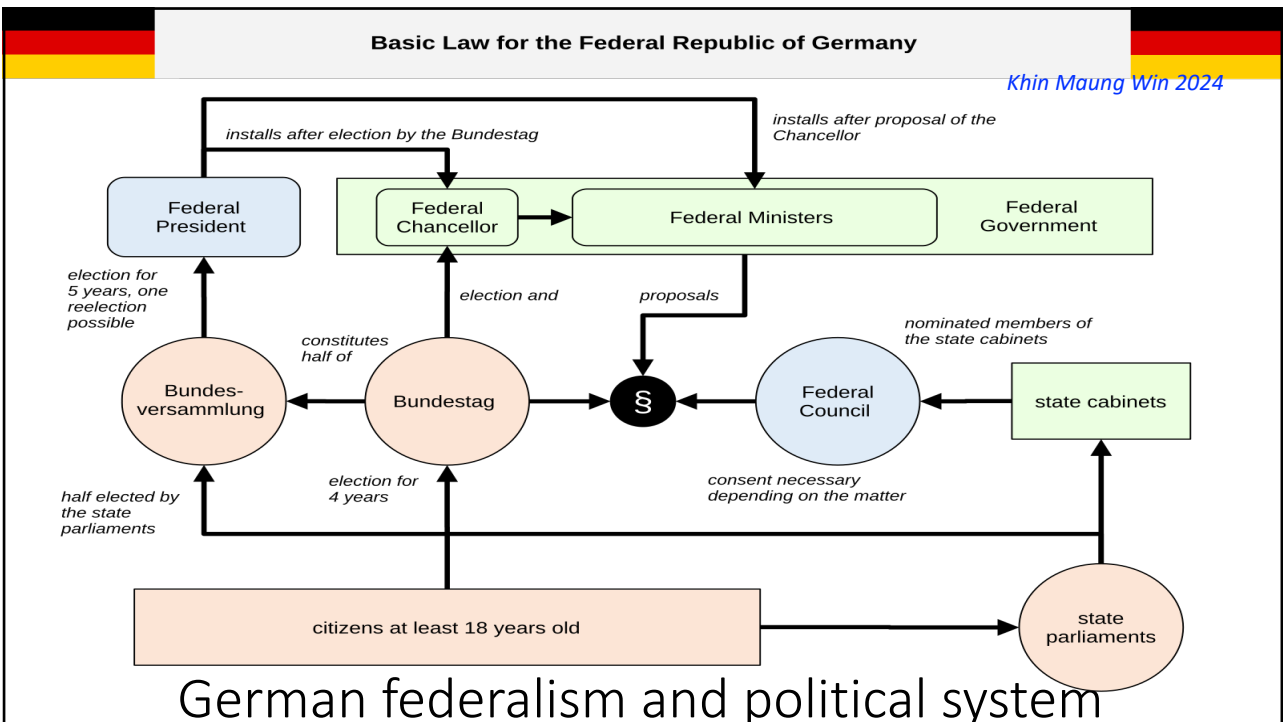 Basic Law for the Federal Republic of Germany
Khin Maung Win 2024
installs after election by the Bundestag
installs after proposal of the
Chancellor
Federal
President
Federal
Chancellor
Federal Ministers
Federal
Government
election for
5 years, one
reelection
possible
election and
proposals
constitutes
half of
nominated members of
the state cabinets
Bundes-
versammlung
Bundestag
§
Federal
Council
state cabinets
half elected by
the state
parliaments
election for
4 years
consent necessary
depending on the matter
citizens at least 18 years old
state
parliaments
German federalism and political system